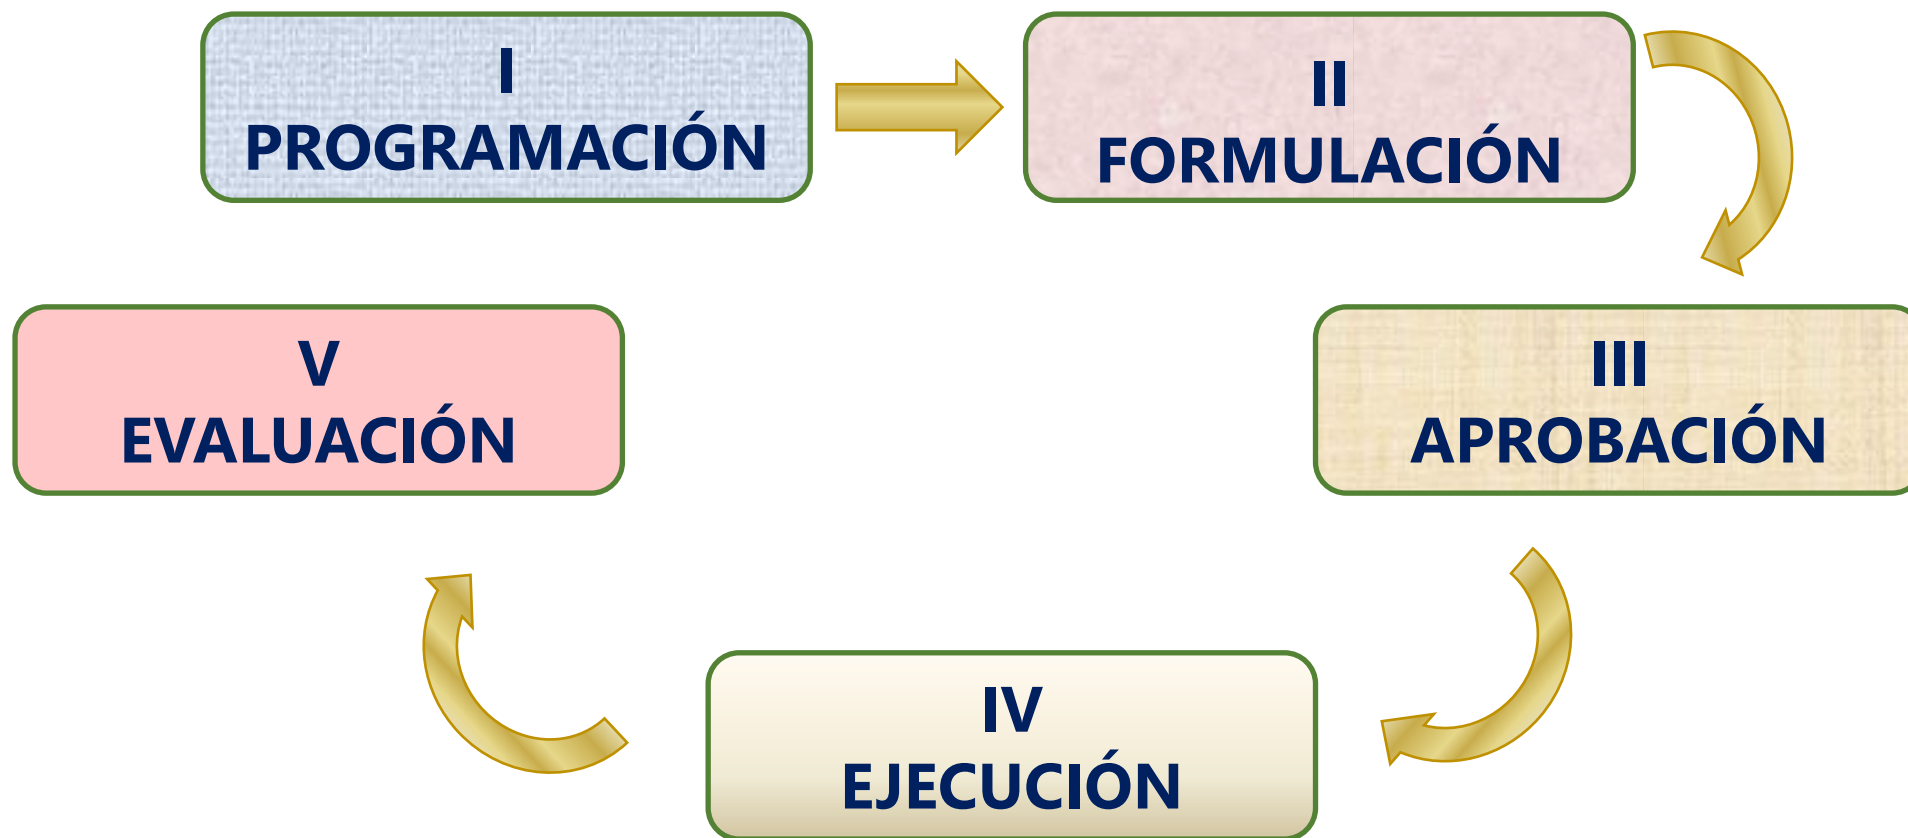 I
PROGRAMACIÓN
II
FORMULACIÓN
III
APROBACIÓN
IV
EJECUCIÓN
V
EVALUACIÓN